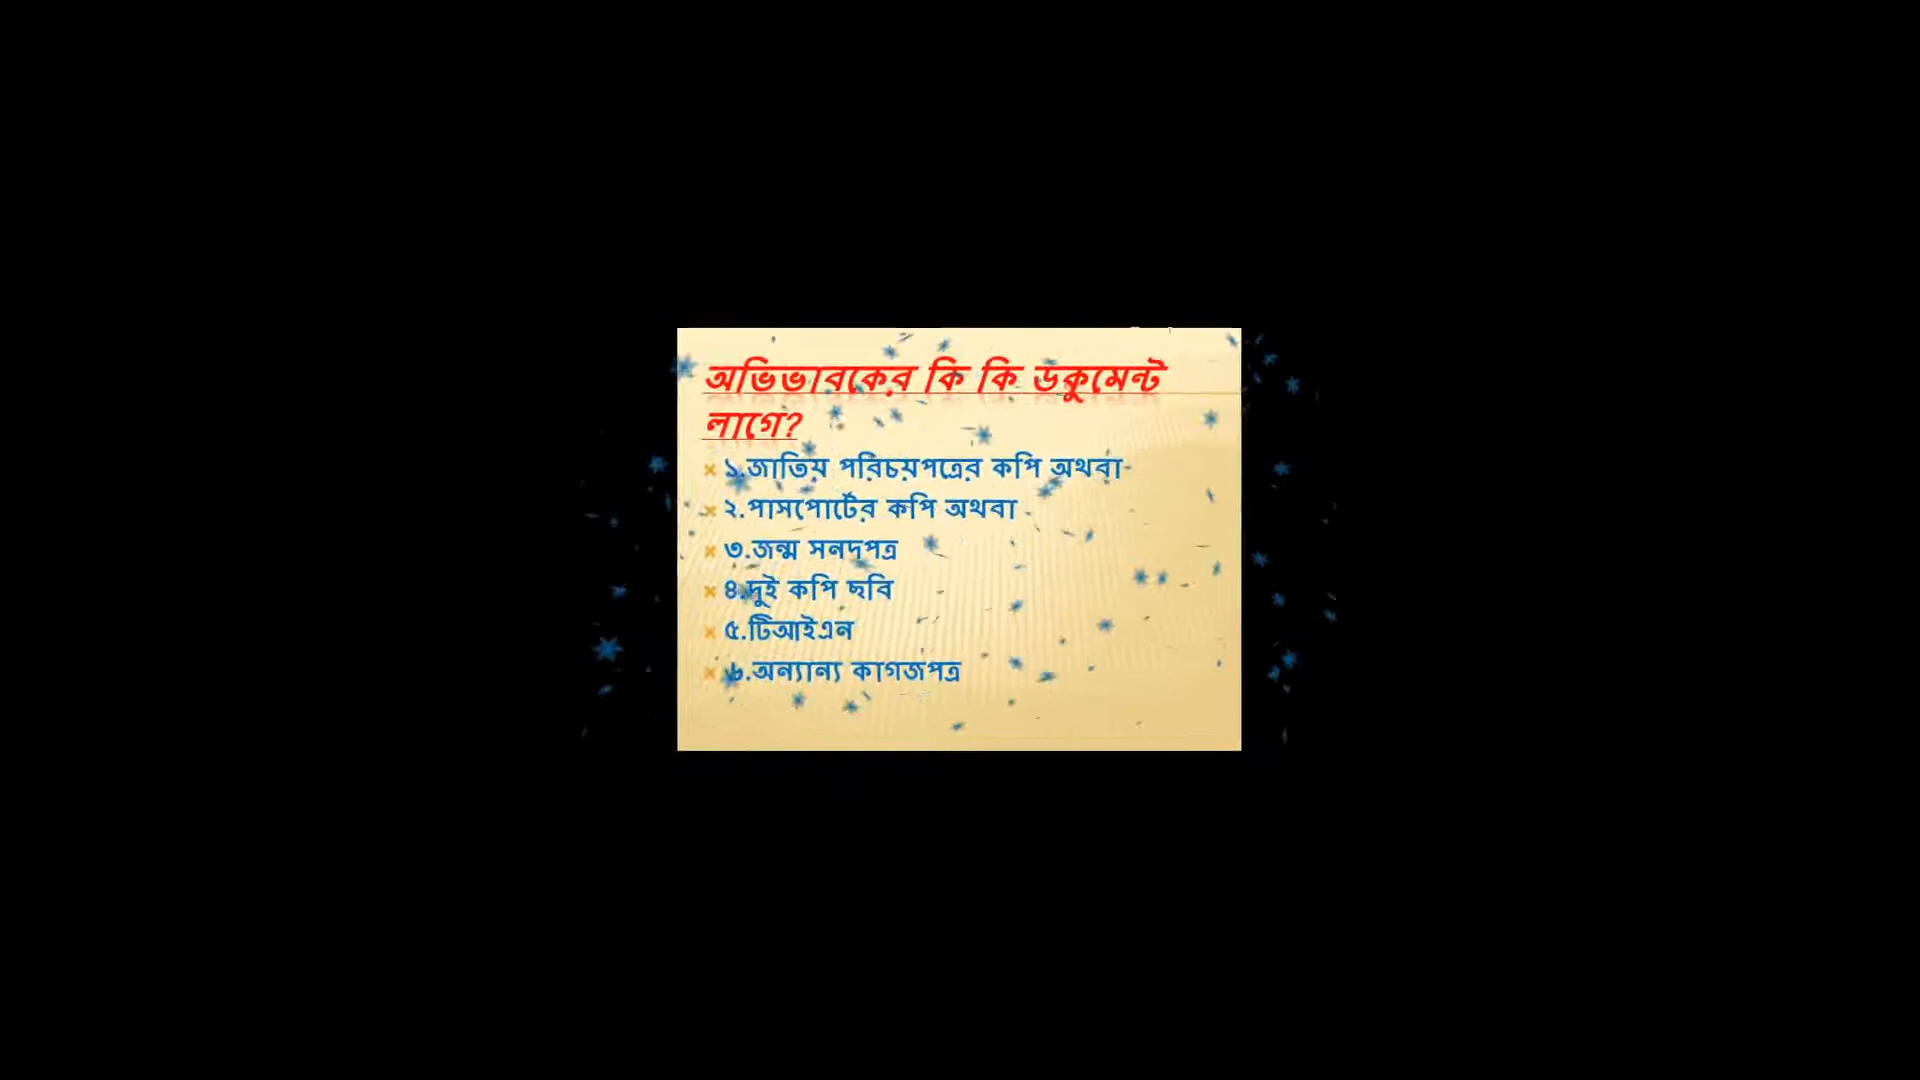 অভিভাবকের কি কি ডকুমেন্ট
লাগে?
১.জাতিয় পরিচয়পত্রের কপি অথবা
২.পাসপোর্টের কপি অথবা
৩.জন্ম সনদপত্র
৪.দুই কপি ছবি
৫.টিআইএন
৬.অন্যান্য কাগজপত্র